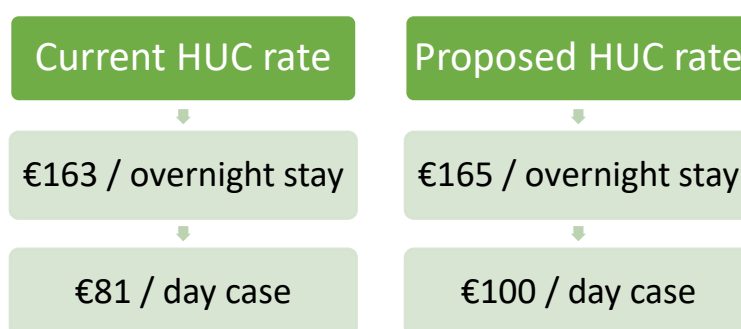 Current HUC rate
€163 / overnight stay
€81 / day case
Proposed HUC rate
€165 / overnight stay
€100 / day case